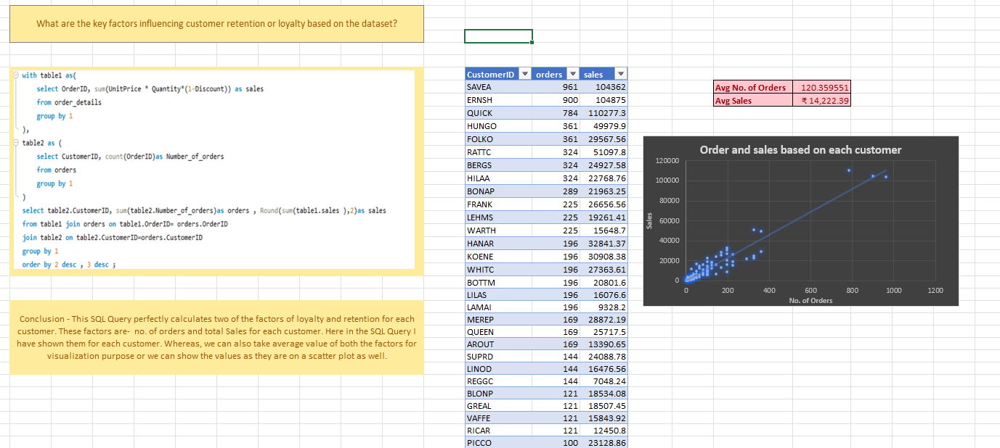 What are the key factors influencing customer retention or loyalty based on the dataset?
with table1 as(
select OrderID, sum(UnitPrice * Quantity*(1-Discount)) as sales
from order_details
group by 1
),
table2 as (
select CustomerID, count(OrderID)as Number_of_orders
from orders
group by 1
)
select table2.CustomerID, sum(table2.Number_of_orders)as orders , Round(sum(table1.sales ),2)as sales
from table1 join orders on table1.OrderID= orders.OrderID
join table2 on table2.CustomerID=orders.CustomerID
group by 1
order by 2 desc , 3 desc ;
Conclusion - This SQL Query perfectly calculates two of the factors of loyalty and retention for each
customer. These factors are-  no. of orders and total Sales for each customer. Here in the SQL Query I
have shown them for each customer. Whereas, we can also take average value of both the factors for
visualization purpose or we can show the values as they are on a scatter plot as well.
CustomerID orders sales
SAVEA 961 104362
ERNSH 900 104875
QUICK 784 110277.3
HUNGO 361 49979.9
FOLKO 361 29567.56
RATTC 324 51097.8
BERGS 324 24927.58
HILAA 324 22768.76
BONAP 289 21963.25
FRANK 225 26656.56
LEHMS 225 19261.41
WARTH 225 15648.7
HANAR 196 32841.37
KOENE 196 30908.38
WHITC 196 27363.61
BOTTM 196 20801.6
LILAS 196 16076.6
LAMAI 196 9328.2
MEREP 169 28872.19
QUEEN 169 25717.5
AROUT 169 13390.65
SUPRD 144 24088.78
LINOD 144 16476.56
REGGC 144 7048.24
BLONP 121 18534.08
GREAL 121 18507.45
VAFFE 121 15843.92
RICAR 121 12450.8
PICCO 100 23128.86
Avg No. of Orders 120.359551
Avg Sales ₹ 14,222.39
Order and sales based on each customer
120000
100000
80000
60000
40000
20000
0
Sales
0 200 400 600 800 1000 1200
No. of Orders